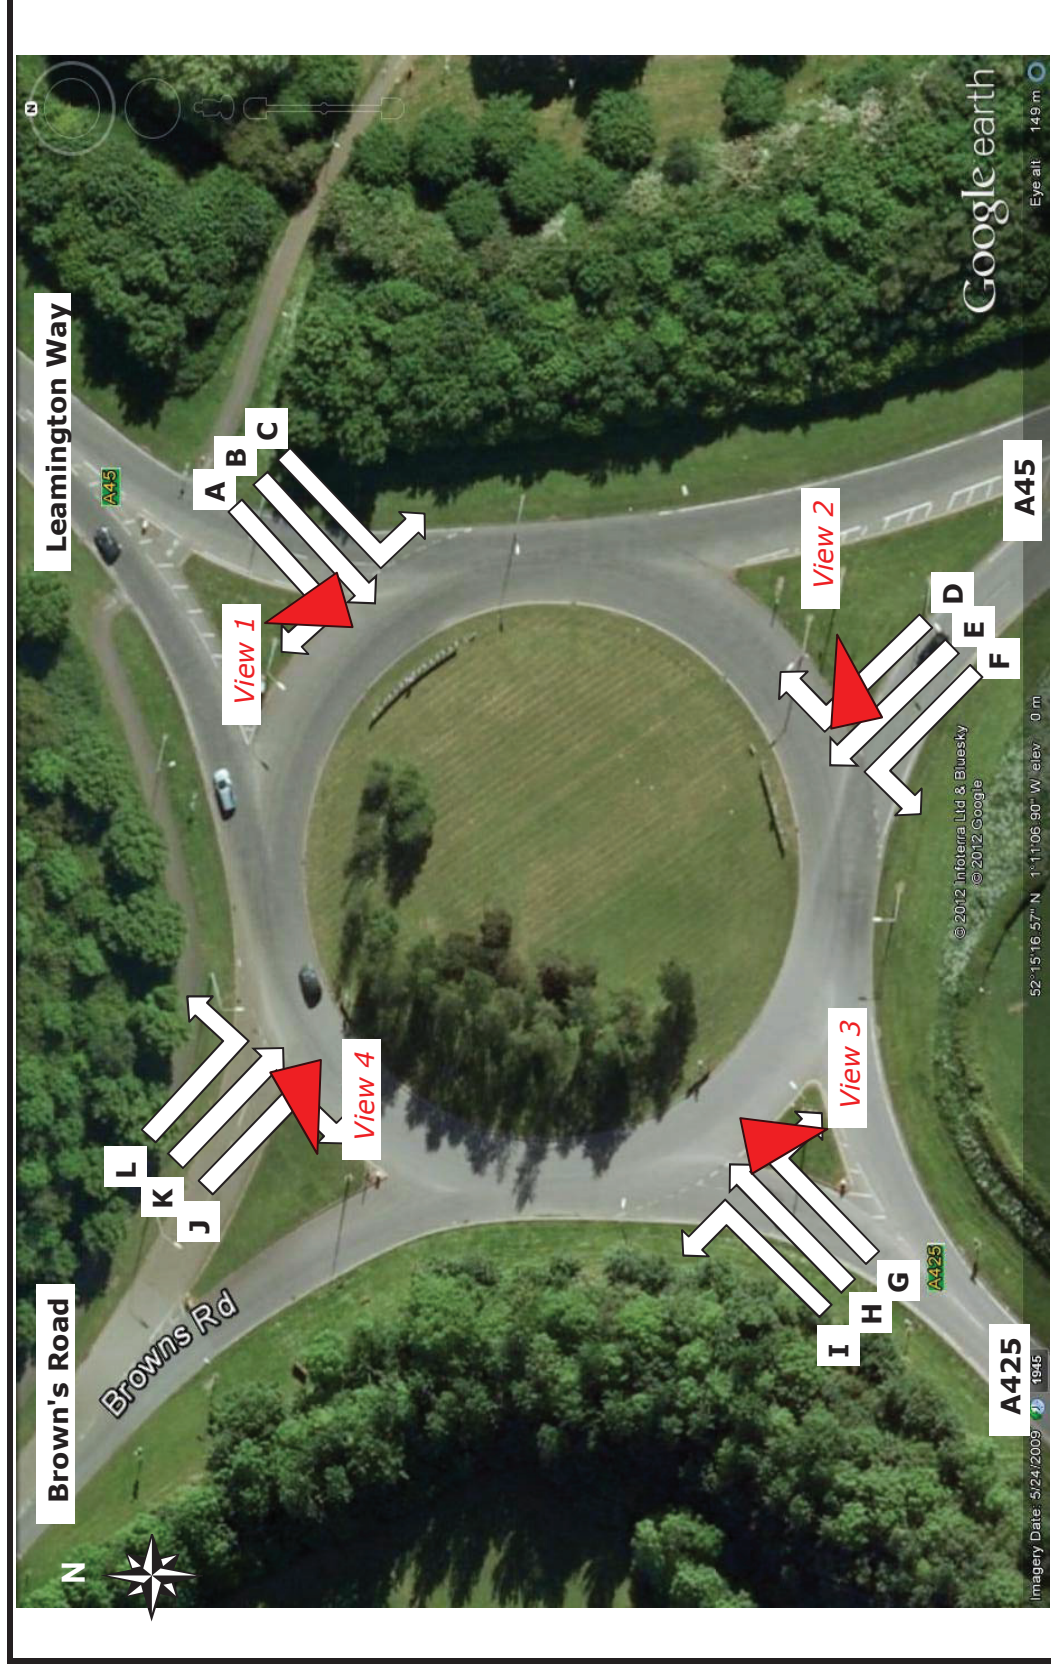 N
Brown's Road
Leamington Way
N
Browns Rd
A45
L
K
J
A
B
C
View 1
View 4
View 2
View 3
I
H
G
D
E
F
A425
A425
A45
© 2012 Infoterra Ltd & Bluesky
© 2012 Google
Google earth
Imagery Date: 5/24/2009 1945 52°15'16.57" N 1°11'06.90" W elev 0 m Eye alt 149 m